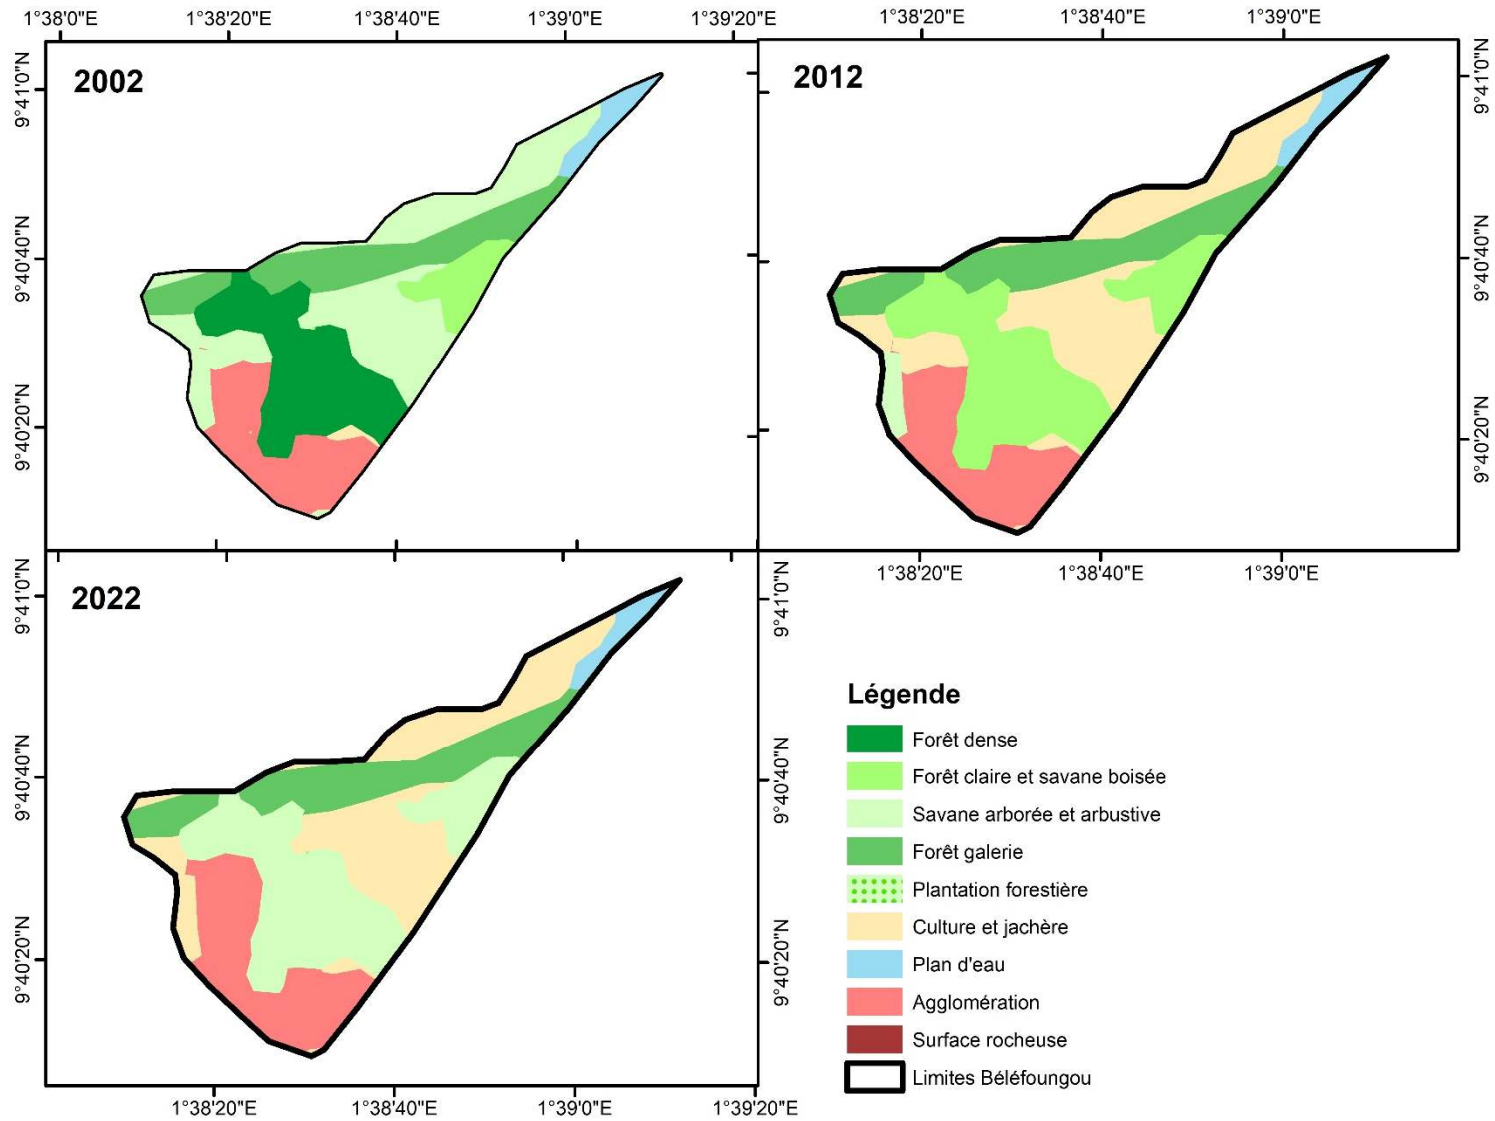 1°38'0"E 1°38'20"E 1°38'40"E 1°39'0"E 1°39'20"E
1°38'20"E 1°38'40"E 1°39'0"E
2002
2012
9°41'0"N
9°40'40"N
9°40'20"N
9°41'0"N
9°40'40"N
9°40'20"N
1°38'20"E 1°38'40"E 1°39'0"E
2022
9°41'0"N
9°40'40"N
9°40'20"N
9°41'0"N
9°40'40"N
9°40'20"N
Légende
Forêt dense
Forêt claire et savane boisée
Savane arborée et arbustive
Forêt galerie
Plantation forestière
Culture et jachère
Plan d'eau
Agglomération
Surface rocheuse
Limites Béléfoungou
1°38'20"E 1°38'40"E 1°39'0"E 1°39'20"E